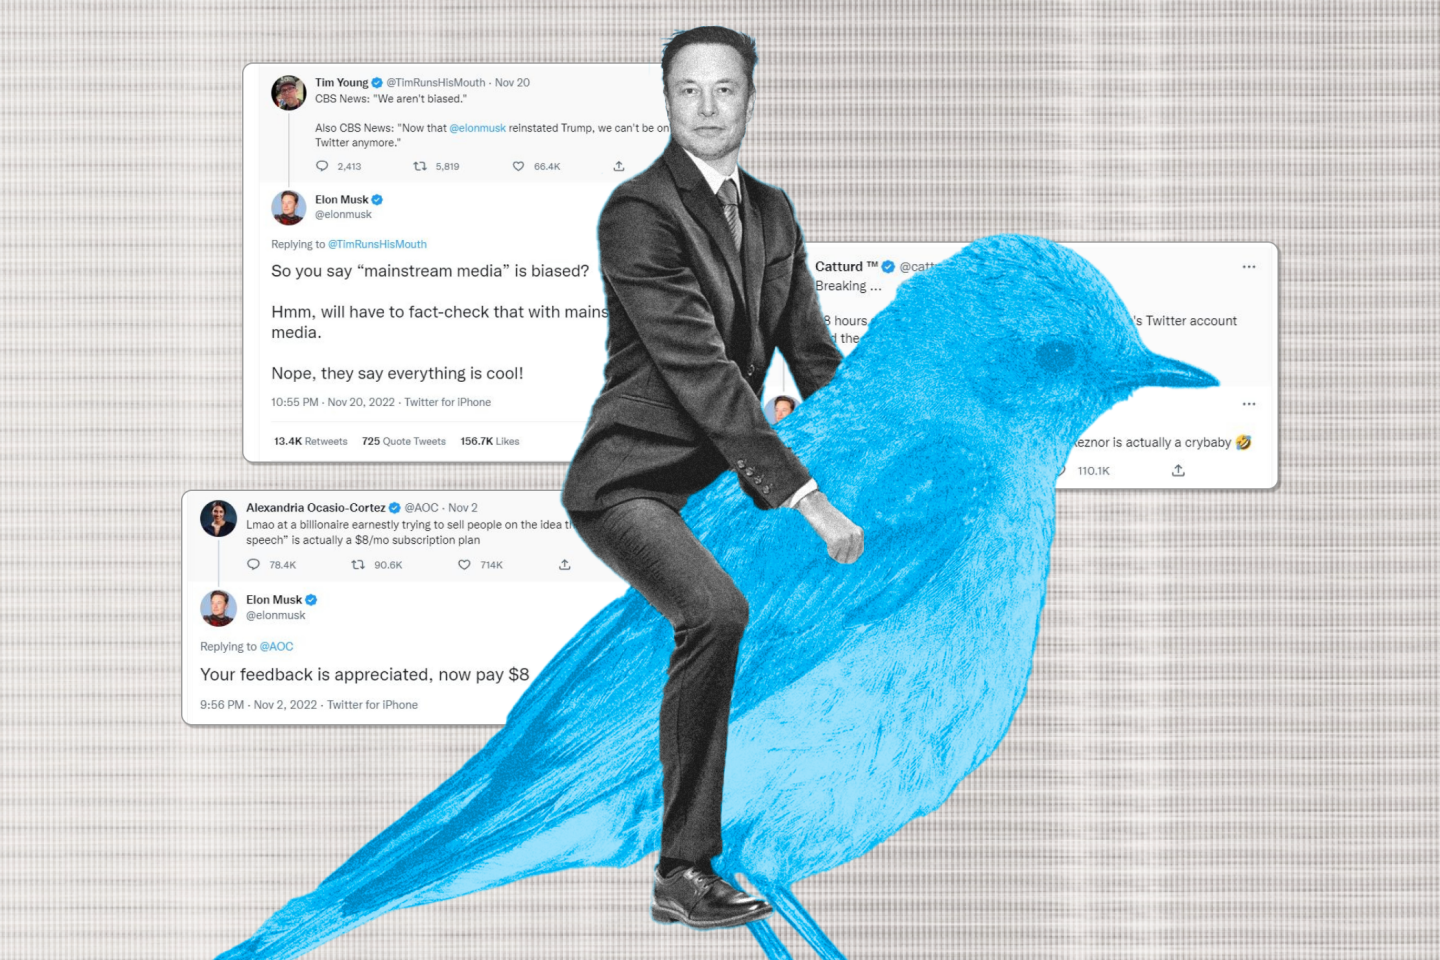 Tim Young @TimRunsHisMouth · Nov 20
CBS News: "We aren't biased."
Also CBS News: "Now that @elonmusk reinstated Trump, we can't be on
Twitter anymore."
2,413 5,819 66.4K
Elon Musk
@elonmusk
Replying to @TimRunsHisMouth
So you say “mainstream media” is biased?
Hmm, will have to fact-check that with mains
media.
Nope, they say everything is cool!
10:55 PM · Nov 20, 2022 · Twitter for iPhone
13.4K Retweets 725 Quote Tweets 156.7K Likes
Catturd ™ @catt
Breaking ...
8 hours 's Twitter account
the
eznor is actually a crybaby 🤣
110.1K
Alexandria Ocasio-Cortez @AOC · Nov 2
Lmao at a billionaire earnestly trying to sell people on the idea th
speech” is actually a $8/mo subscription plan
78.4K 90.6K 714K
Elon Musk
@elonmusk
Replying to @AOC
Your feedback is appreciated, now pay $8
9:56 PM · Nov 2, 2022 · Twitter for iPhone